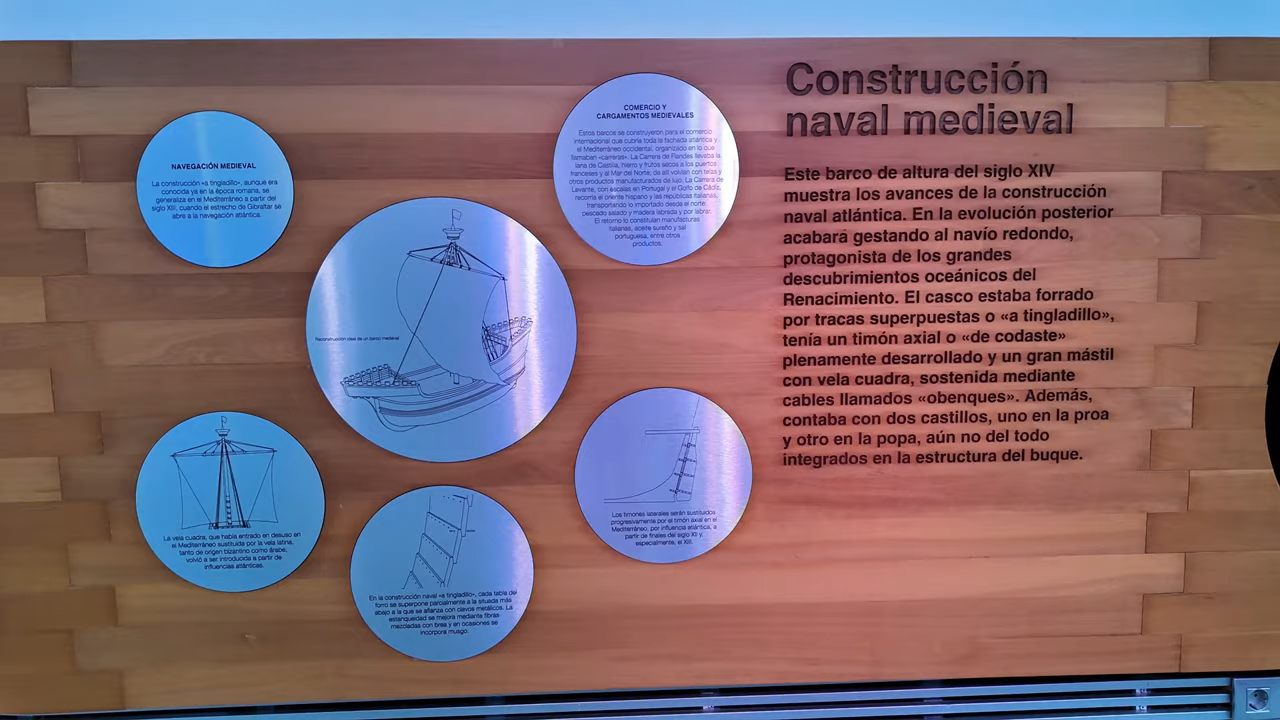 Construcción
naval medieval
Este barco de altura del siglo XIV
muestra los avances de la construcción
naval atlántica. En la evolución posterior
acabará gestando al navío redondo,
protagonista de los grandes
descubrimientos oceánicos del
Renacimiento. El casco estaba forrado
por tracas superpuestas o «a tingladillo»,
tenía un timón axial o «de codaste»
plenamente desarrollado y un gran mástil
con vela cuadra, sostenida mediante
cables llamados «obenques». Además,
contaba con dos castillos, uno en la proa
y otro en la popa, aún no del todo
integrados en la estructura del buque.
NAVEGACIÓN MEDIEVAL
La construcción «a tingladillo», aunque era
conocida ya en la época romana, se
generaliza en el Mediterráneo a partir del
siglo XIII, cuando el estrecho de Gibraltar se
abre a la navegación atlántica.
COMERCIO Y
CARGAMENTOS MEDIEVALES
Estos barcos se construyeron para el comercio
internacional que cubría toda la fachada atlántica y
el Mediterráneo occidental, organizado en lo que
llamaban «carreras». La Carrera de Flandes llevaba la
lana de Castilla, hierro y frutos secos a los puertos
franceses y al Mar del Norte; de allí volvían con telas y
otros productos manufacturados de lujo. La Carrera de
Levante, con escalas en Portugal y el Golfo de Cádiz,
recorría el oriente hispano y las repúblicas italianas,
transportando lo importado desde el norte:
pescado salado y madera labrada y por labrar.
El retorno lo constituían manufacturas
italianas, aceite sureño y sal
portuguesa, entre otros
productos.
Reconstrucción ideal de un barco medieval
La vela cuadra, que había entrado en desuso en
el Mediterráneo sustituida por la vela latina,
tanto de origen bizantino como árabe,
volvió a ser introducida a partir de
influencias atlánticas.
En la construcción naval «a tingladillo», cada tabla del
forro se superpone parcialmente a la situada más
abajo a la que se afianza con clavos metálicos. La
estanqueidad se mejora mediante fibras
mezcladas con brea y en ocasiones se
incorpora musgo.
Los timones laterales serán sustituidos
progresivamente por el timón axial en el
Mediterráneo, por influencia atlántica, a
partir de finales del siglo XII y,
especialmente, el XIII.